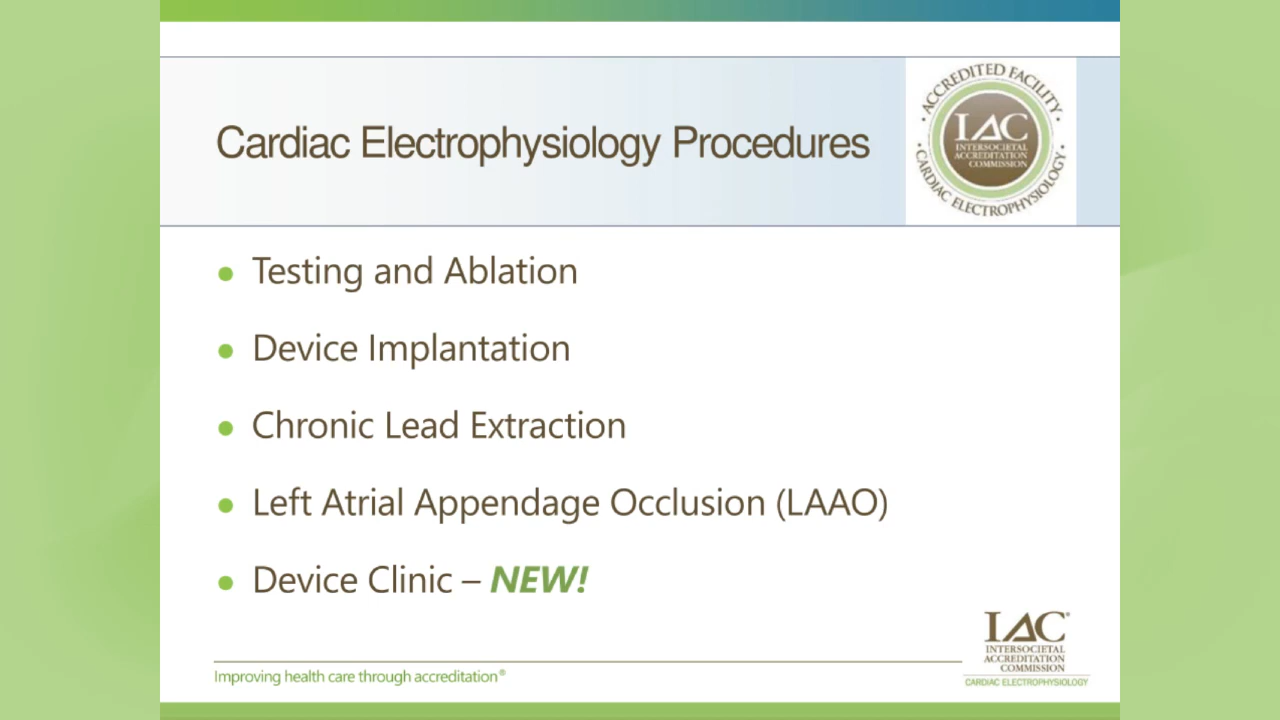 Cardiac Electrophysiology Procedures
· ACCREDITED FACILITY ·
IAC
INTERSOCIETAL
ACCREDITATION
COMMISSION
CARDIAC ELECTROPHYSIOLOGY
● Testing and Ablation
● Device Implantation
● Chronic Lead Extraction
● Left Atrial Appendage Occlusion (LAAO)
● Device Clinic – NEW!
Improving health care through accreditation®
IAC®
INTERSOCIETAL
ACCREDITATION
COMMISSION
CARDIAC ELECTROPHYSIOLOGY